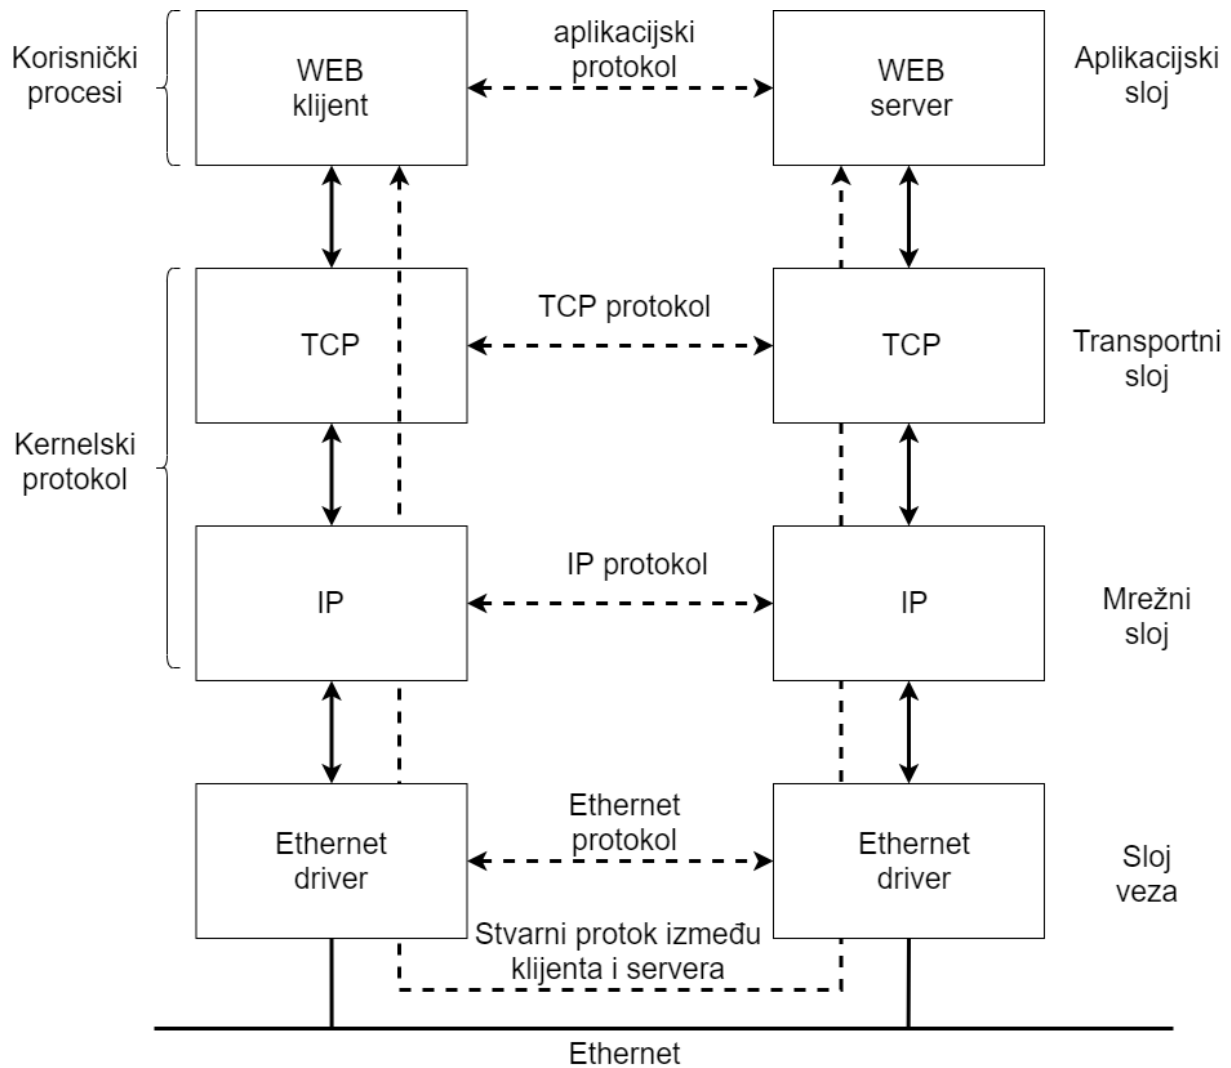 Korisnički
procesi
WEB
klijent
aplikacijski
protokol
WEB
server
Aplikacijski
sloj
TCP
TCP protokol
TCP
Transportni
sloj
Kernelski
protokol
IP
IP protokol
IP
Mrežni
sloj
Ethernet
driver
Ethernet
protokol
Ethernet
driver
Sloj
veza
Stvarni protok između
klijenta i servera
Ethernet